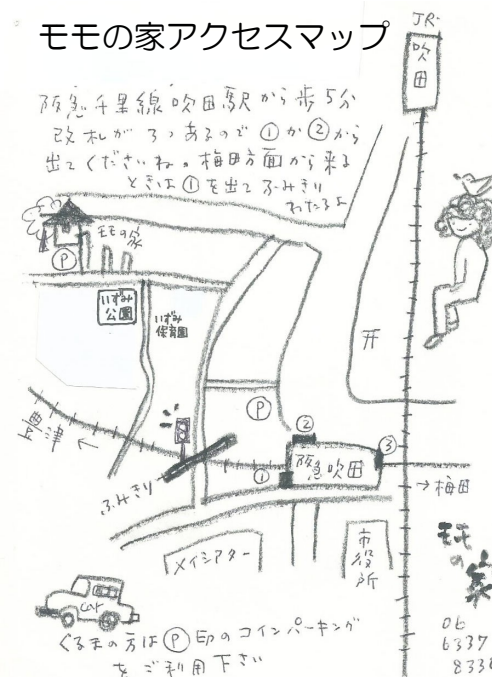 モモの家アクセスマップ
JR
吹田
阪急千里線吹田駅から歩5分
改札が3つあるので①か②から
出てくださいね。梅田方面から来る
ときは①を出てふみきり
わたるよ
モモの家
P
いずみ
公園
いずみ
保育園
P
②
③
①
阪急吹田
豊津
←
ふみきり
→梅田
メイシアター
市役所
モモの家
06
6337
8338
car
くるまの方はⓅ印のコインパーキング
をご利用下さい